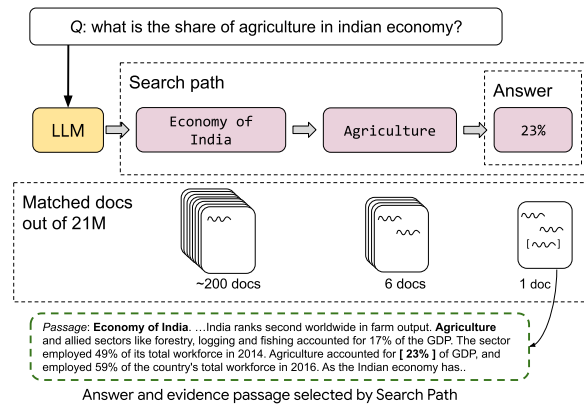 Q: what is the share of agriculture in indian economy?
Search path
Answer
LLM
Economy of
India
Agriculture
23%
Matched docs
out of 21M
~200 docs
6 docs
[ ]
1 doc
Passage: Economy of India. …India ranks second worldwide in farm output. Agriculture
and allied sectors like forestry, logging and fishing accounted for 17% of the GDP. The sector
employed 49% of its total workforce in 2014. Agriculture accounted for [ 23% ] of GDP, and
employed 59% of the country's total workforce in 2016. As the Indian economy has..
Answer and evidence passage selected by Search Path